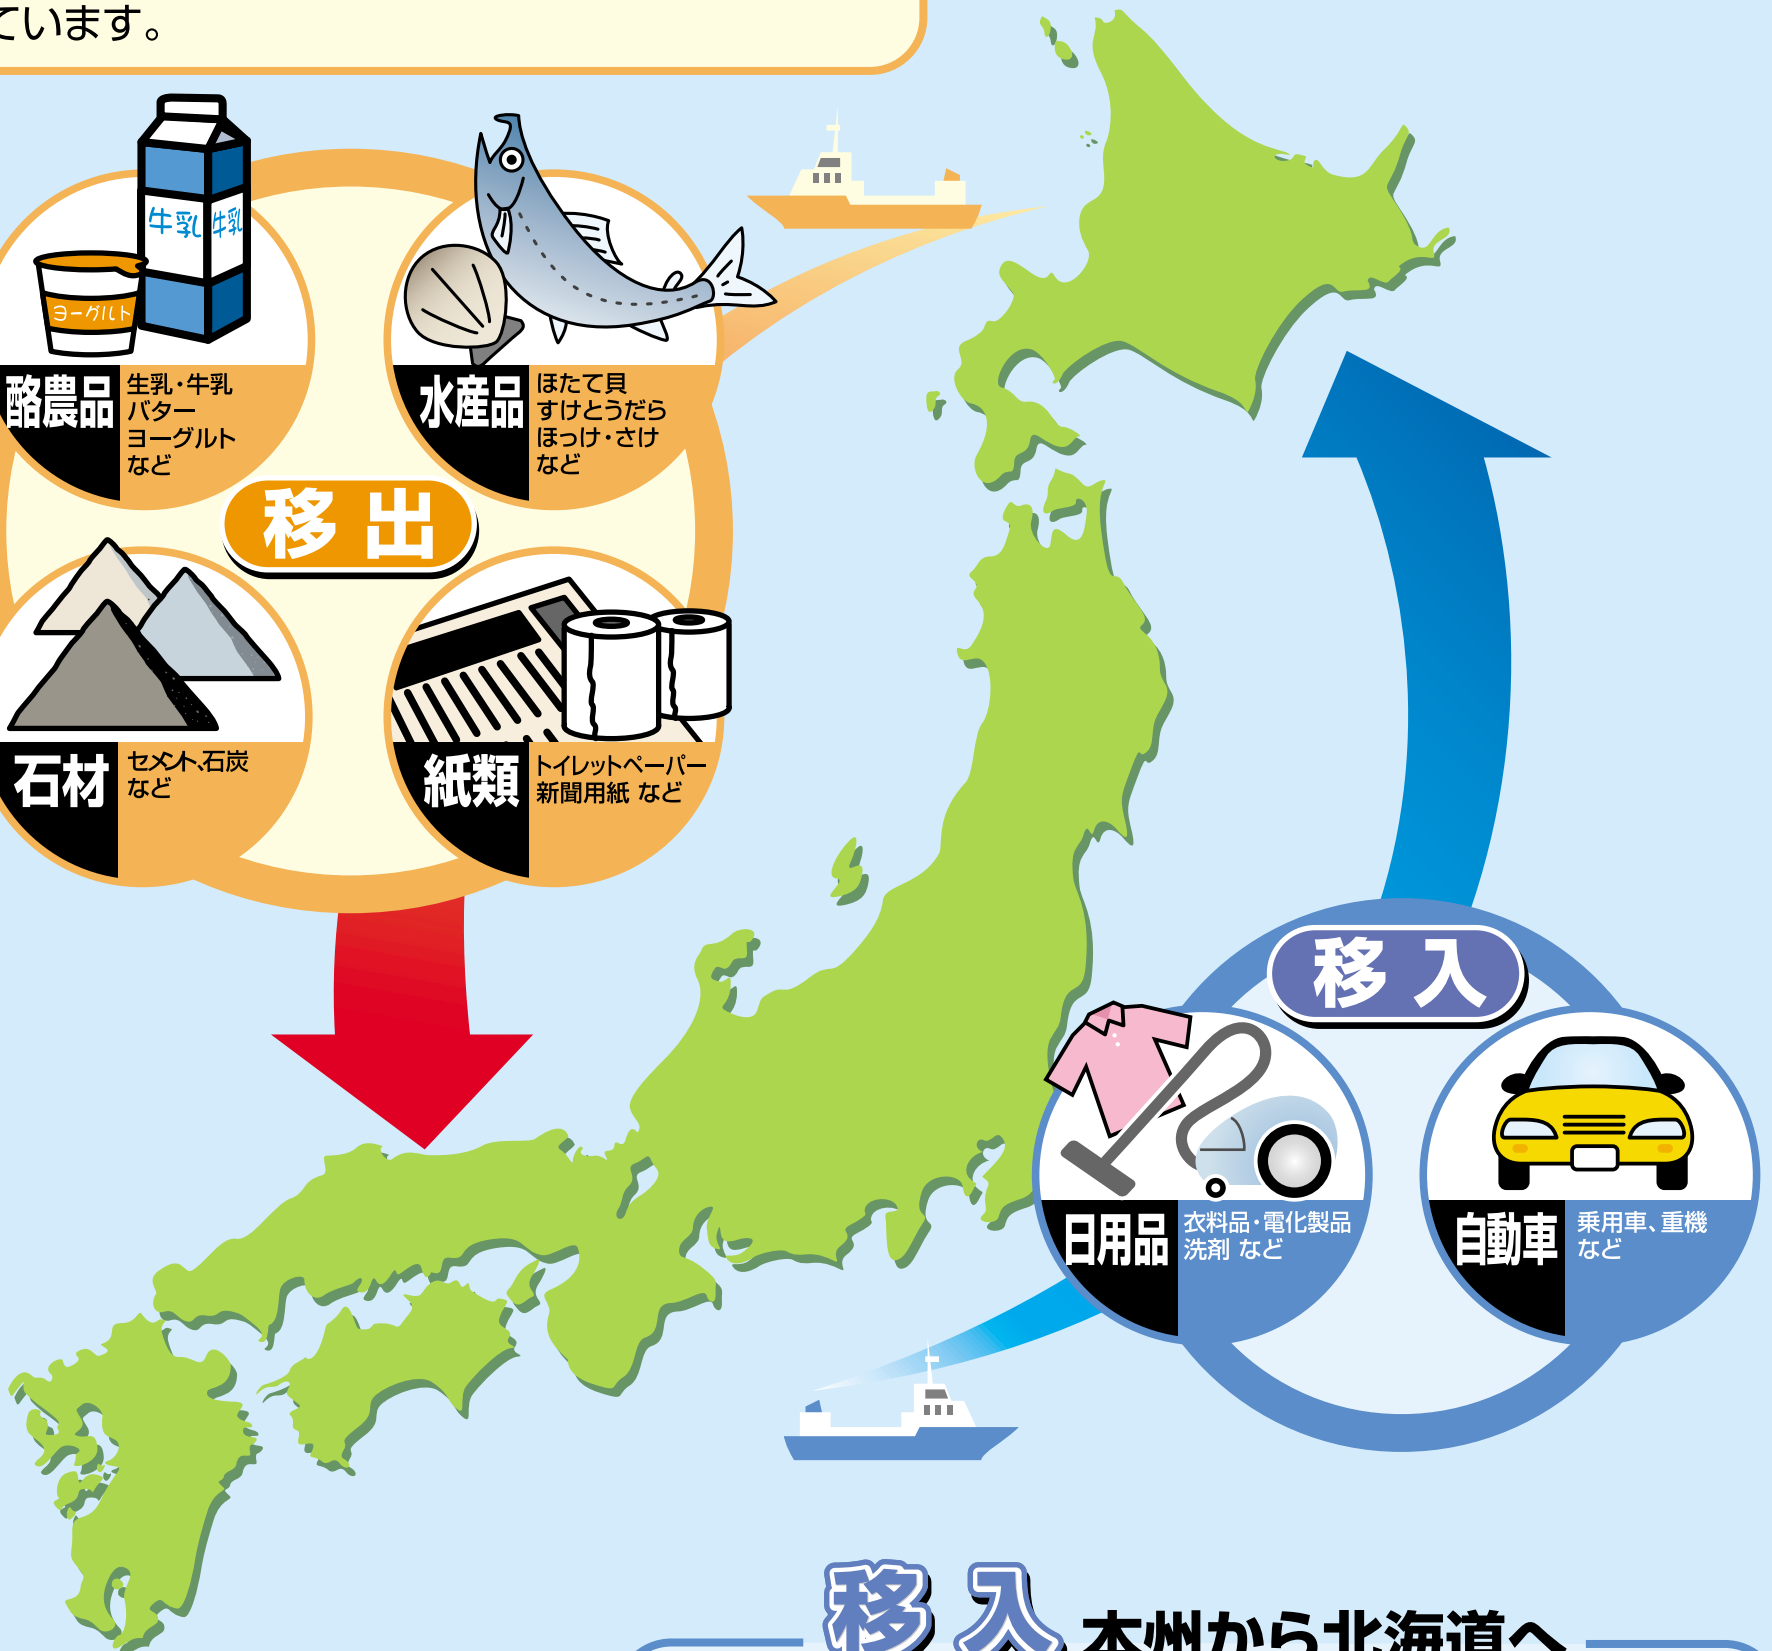 ています。
牛乳 牛乳
ヨーグルト
酪農品
生乳・牛乳
バター
ヨーグルト
など
水産品
ほたて貝
すけとうだら
ほっけ・さけ
など
移出
石材
セメント、石炭
など
紙類
トイレットペーパー
新聞用紙 など
移入
日用品
衣料品・電化製品
洗剤 など
自動車
乗用車、重機
など
移入 本州から北海道へ